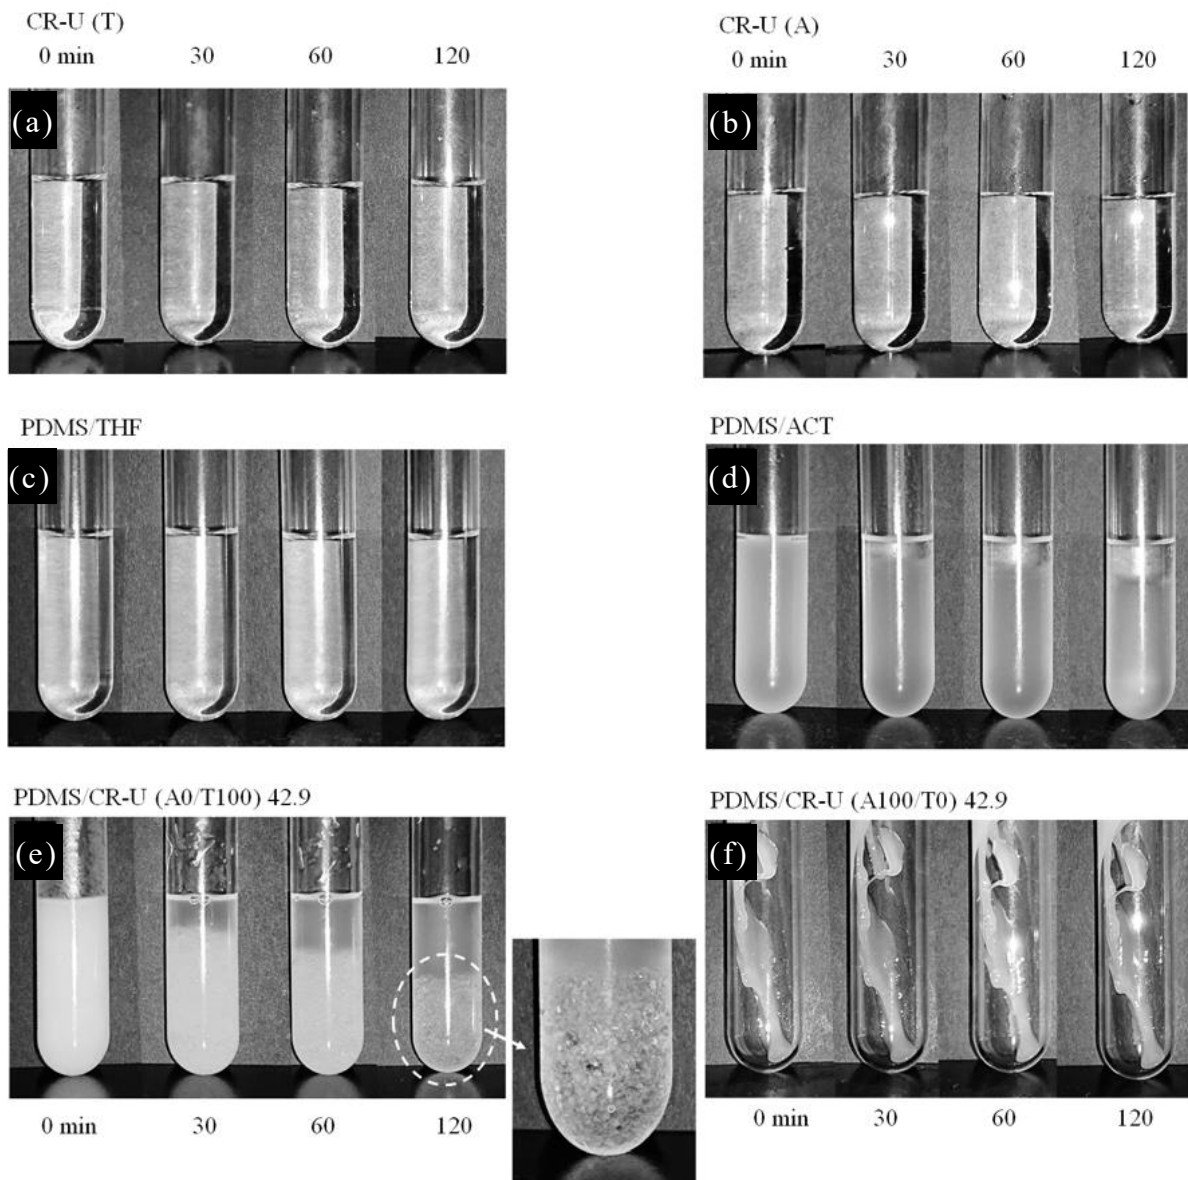 CR-U (T)
0 min 30 60 120
(a)
CR-U (A)
0 min 30 60 120
(b)
PDMS/THF
(c)
PDMS/ACT
(d)
PDMS/CR-U (A0/T100) 42.9
(e)
0 min 30 60 120
PDMS/CR-U (A100/T0) 42.9
(f)
0 min 30 60 120